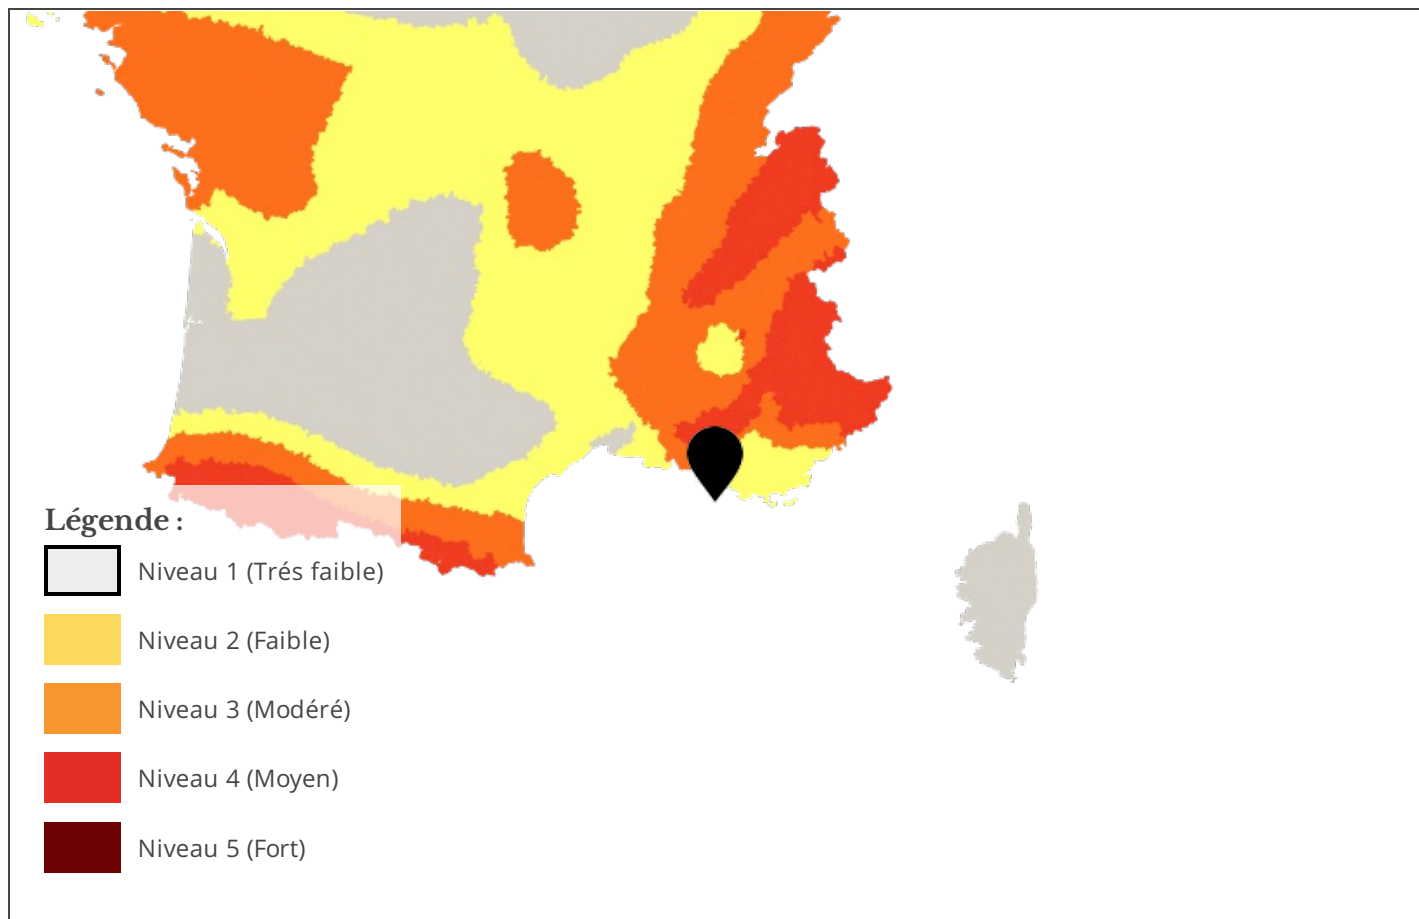 Légende :
Niveau 1 (Trés faible)
Niveau 2 (Faible)
Niveau 3 (Modéré)
Niveau 4 (Moyen)
Niveau 5 (Fort)